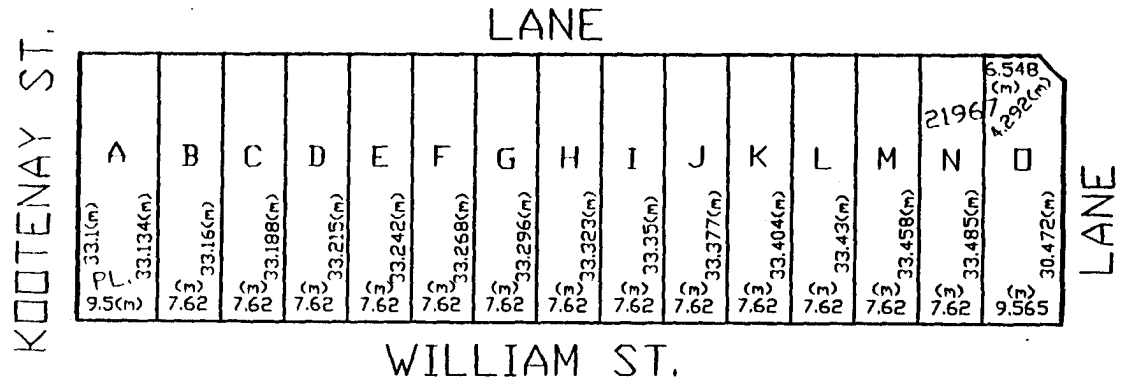 LANE
KOOTENAY ST.
6.548
(m)
4.292(m)
21967
A B C D E F G H I J K L M N O
33.1(m) 33.134(m) 33.16(m) 33.188(m) 33.215(m) 33.242(m) 33.268(m) 33.296(m) 33.323(m) 33.35(m) 33.377(m) 33.404(m) 33.43(m) 33.458(m) 33.485(m) 30.472(m)
LANE
PL.
(m) (m) (m) (m) (m) (m) (m) (m) (m) (m) (m) (m) (m) (m)
9.5(m) 7.62 7.62 7.62 7.62 7.62 7.62 7.62 7.62 7.62 7.62 7.62 7.62 7.62 9.565
WILLIAM ST.